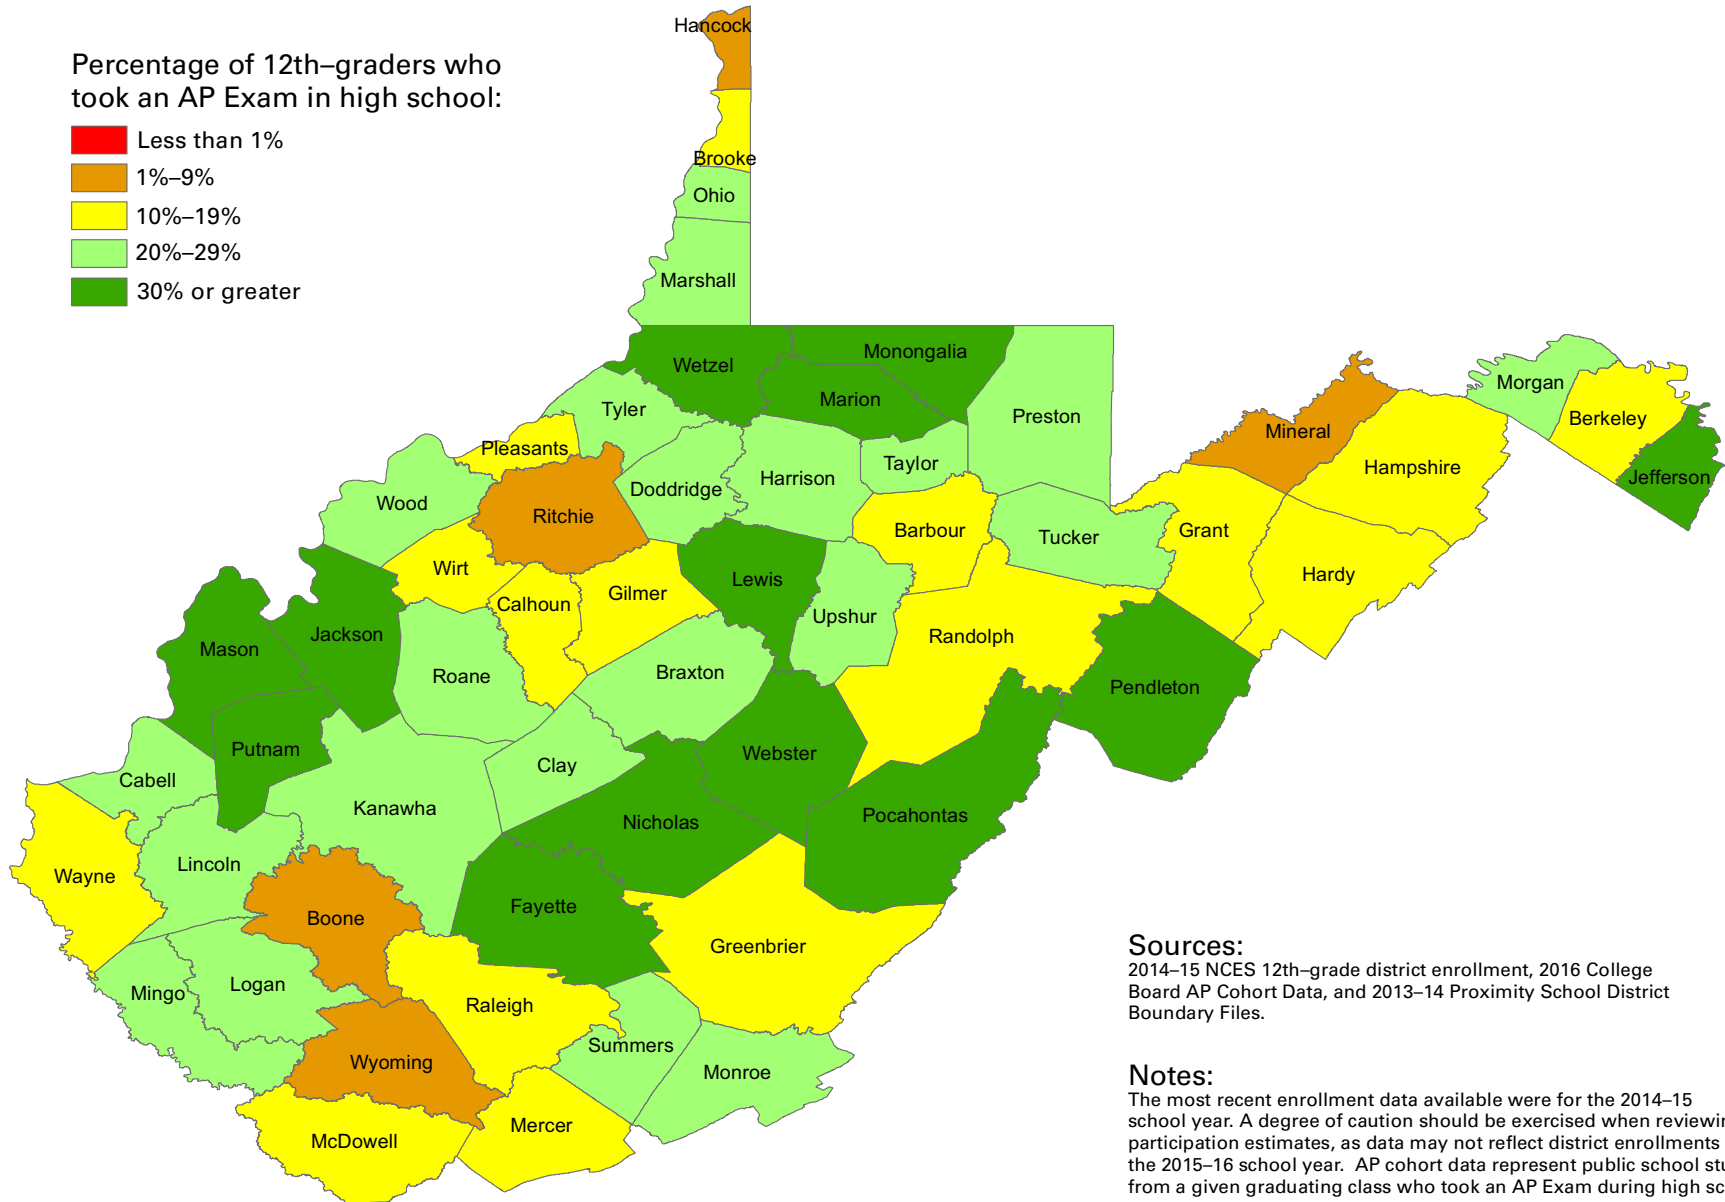 Percentage of 12th–graders who
took an AP Exam in high school:
Less than 1%
1%–9%
10%–19%
20%–29%
30% or greater
Hancock
Brooke
Ohio
Marshall
Wetzel
Monongalia
Marion
Preston
Tyler
Pleasants
Taylor
Harrison
Doddridge
Wood
Ritchie
Mineral
Morgan
Berkeley
Hampshire
Jefferson
Barbour
Tucker
Grant
Hardy
Wirt
Calhoun
Gilmer
Lewis
Upshur
Randolph
Mason
Jackson
Roane
Braxton
Pendleton
Putnam
Cabell
Clay
Webster
Kanawha
Nicholas
Pocahontas
Lincoln
Wayne
Boone
Fayette
Greenbrier
Mingo
Logan
Raleigh
Summers
Wyoming
Monroe
Mercer
McDowell
Sources:
2014–15 NCES 12th–grade district enrollment, 2016 College
Board AP Cohort Data, and 2013–14 Proximity School District
Boundary Files.
Notes:
The most recent enrollment data available were for the 2014–15
school year. A degree of caution should be exercised when
participation estimates, as data may not reflect district enrollments
the 2015–16 school year. AP cohort data represent public school
from a given graduating class who took an AP Exam during high